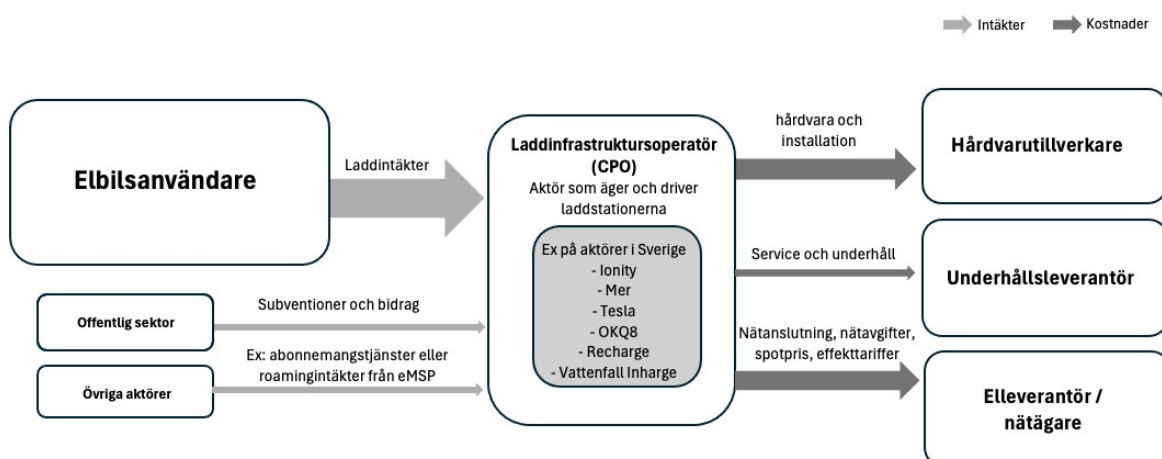 Intäkter
Kostnader
Elbilsanvändare
Laddintäkter
Offentlig sektor
Subventioner och bidrag
Övriga aktörer
Ex: abonnemangstjänster eller
roamingintäkter från eMSP
Laddinfrastruktursoperatör
(CPO)
Aktör som äger och driver
laddstationerna
Ex på aktörer i Sverige
- Ionity
- Mer
- Tesla
- OKQ8
- Recharge
- Vattenfall Inharge
hårdvara och
installation
Hårdvarutillverkare
Service och underhåll
Underhållsleverantör
Nätanslutning, nätavgifter,
spotpris, effekttariffer
Elleverantör /
nätägare